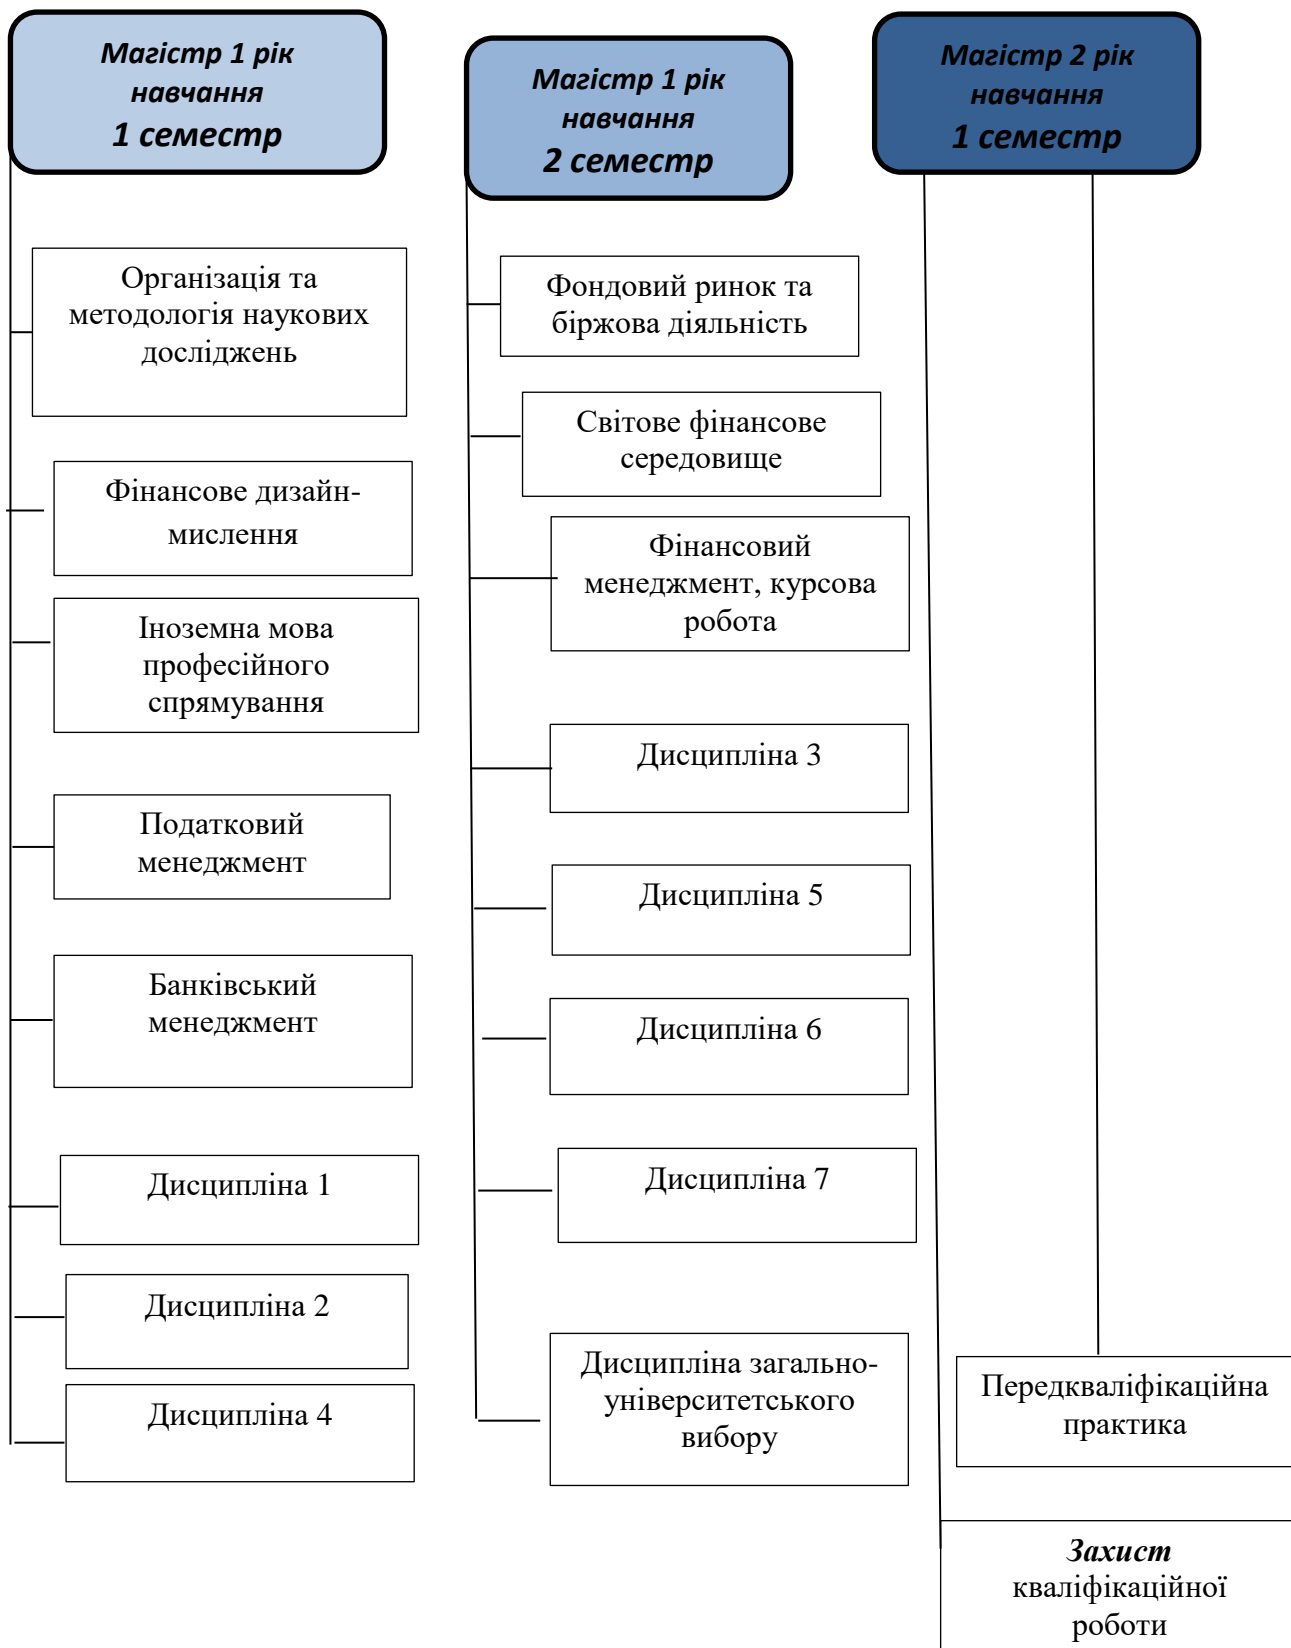 Магістр 1 рік
навчання
1 семестр
Організація та
методологія наукових
досліджень
Фінансове дизайн-
мислення
Іноземна мова
професійного
спрямування
Податковий
менеджмент
Банківський
менеджмент
Дисципліна 1
Дисципліна 2
Дисципліна 4
Магістр 1 рік
навчання
2 семестр
Фондовий ринок та
біржова діяльність
Світове фінансове
середовище
Фінансовий
менеджмент, курсова
робота
Дисципліна 3
Дисципліна 5
Дисципліна 6
Дисципліна 7
Дисципліна загально-
університетського
вибору
Магістр 2 рік
навчання
1 семестр
Передкваліфікаційна
практика
Захист
кваліфікаційної
роботи